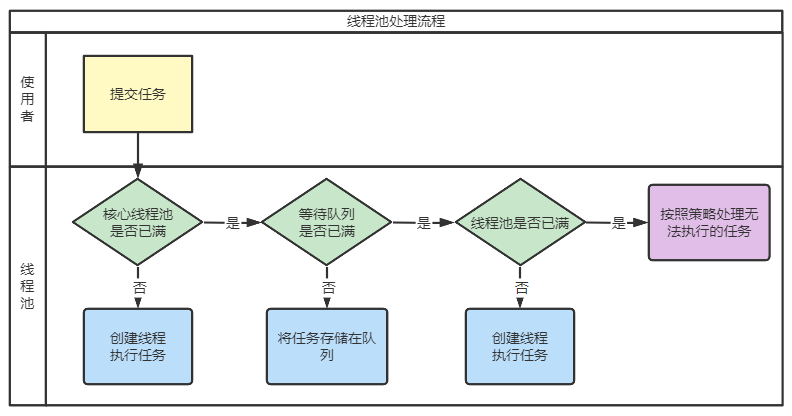 线程池处理流程
使
用
者
提交任务
线
程
池
核心线程池
是否已满
是
等待队列
是否已满
是
线程池是否已满
是
按照策略处理无
法执行的任务
否
否
否
创建线程
执行任务
将任务存储在队
列
创建线程
执行任务